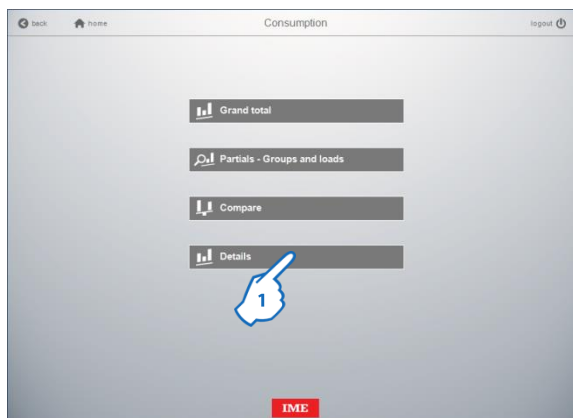 back home Consumption logout
Grand total
Partials - Groups and loads
Compare
Details
1
IME